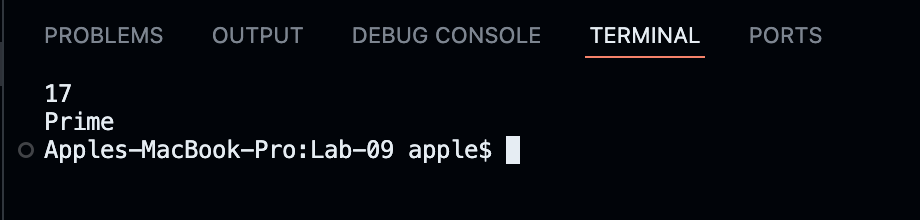 PROBLEMS OUTPUT DEBUG CONSOLE TERMINAL PORTS
17
Prime
Apples-MacBook-Pro:Lab-09 apple$